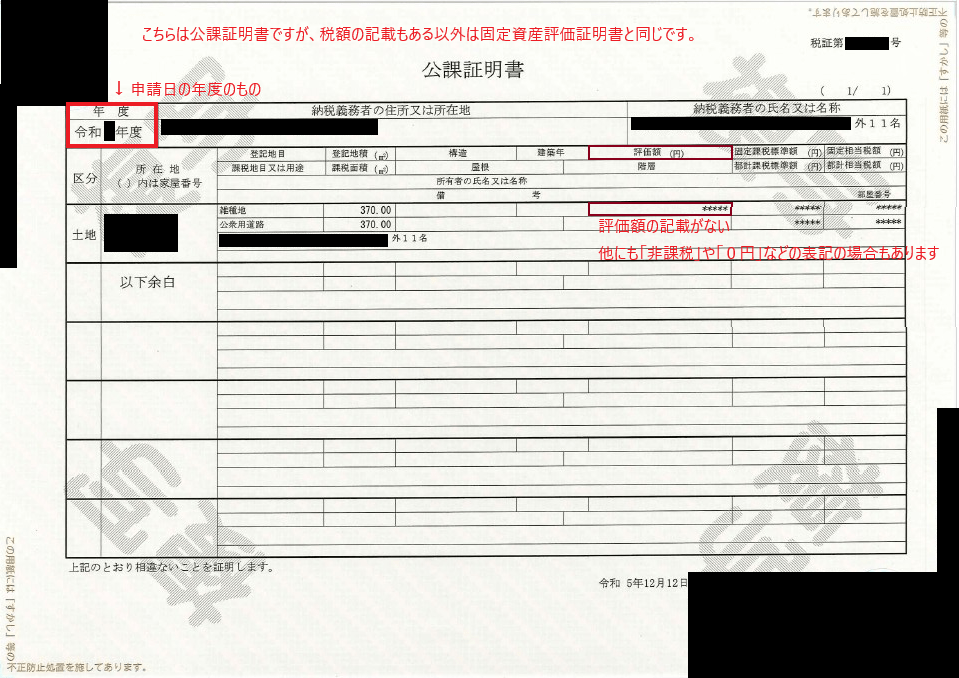 不正防止処置を施してあります。
こちらは公課証明書ですが、税額の記載もある以外は固定資産評価証明書と同じです。
税証第 号
公課証明書
この用紙には「すかし」等の
↓ 申請日の年度のもの
( 1/ 1)
年 度 納税義務者の住所又は所在地 納税義務者の氏名又は名称
令和 年度 外11名
区分 所 在 地 ( )内は家屋番号
登記地目 登記地積 (㎡) 構造 建築年 評価額 (円) 固定課税標準額 (円) 固定相当税額 (円)
課税地目又は用途 課税面積 (㎡) 屋根 階層 都計課税標準額 (円) 都計相当税額 (円)
所有者の氏名又は名称
備 考 部屋番号
土地 雑種地 370.00 ***** ***** *****
公衆用道路 370.00 ***** *****
外11名
評価額の記載がない
他にも「非課税」や「0円」などの表記の場合もあります
以下余白
複写
複写
上記のとおり相違ないことを証明します。
令和 5年12月12日
この用紙には「すかし」等の
不正防止処置を施してあります。